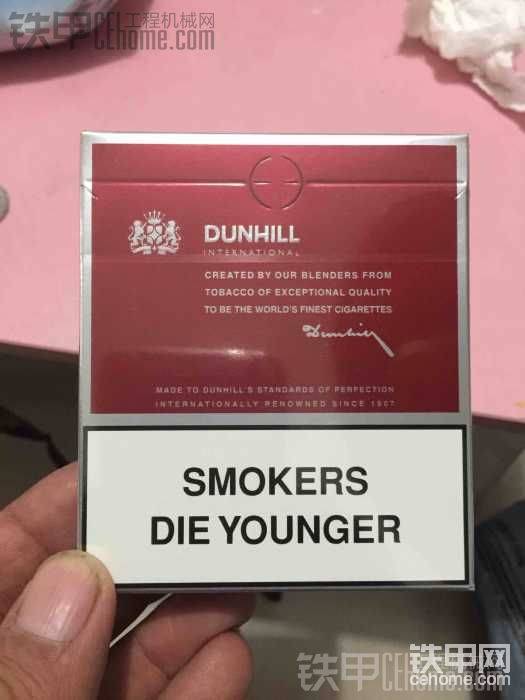 铁甲工程机械网
CEhome.com
DUNHILL
INTERNATIONAL
CREATED BY OUR BLENDERS FROM
TOBACCO OF EXCEPTIONAL QUALITY
TO BE THE WORLD'S FINEST CIGARETTES
Dunhill
MADE TO DUNHILL'S STANDARDS OF PERFECTION
INTERNATIONALLY RENOWNED SINCE 1907
SMOKERS
DIE YOUNGER
铁甲网
cehome.com